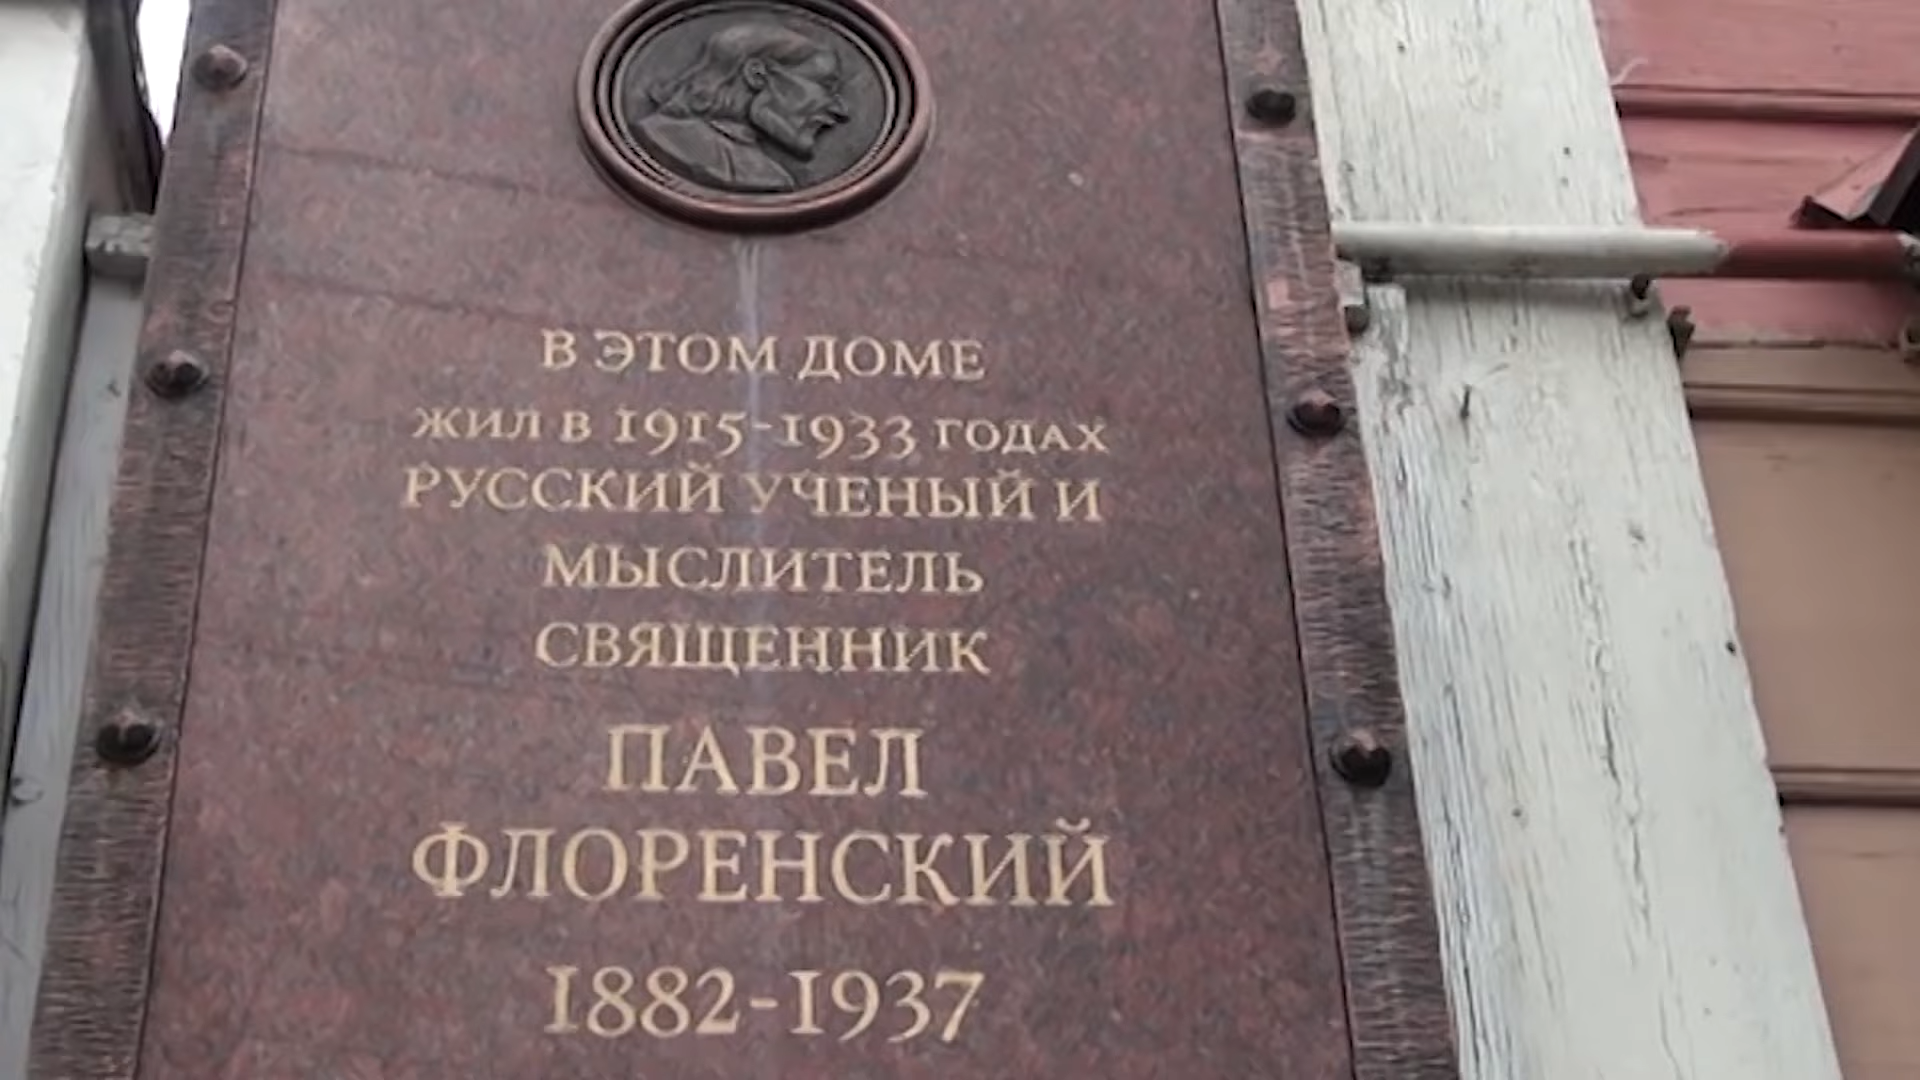 В ЭТОМ ДОМЕ
ЖИЛ В 1915-1933 ГОДАХ
РУССКИЙ УЧЕНЫЙ И
МЫСЛИТЕЛЬ
СВЯЩЕННИК
ПАВЕЛ
ФЛОРЕНСКИЙ
1882-1937